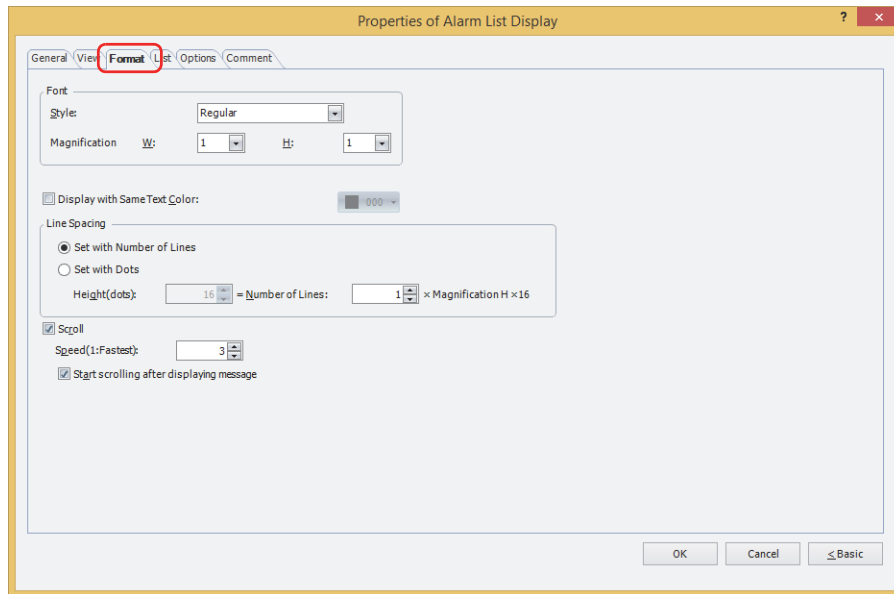 Properties of Alarm List Display ? ×
General View Format List Options Comment
Font
Style: Regular
Magnification W: 1 H: 1
Display with Same Text Color: 000
Line Spacing
Set with Number of Lines
Set with Dots
Height(dots): 16 = Number of Lines: 1 × Magnification H ×16
Scroll
Speed(1:Fastest): 3
Start scrolling after displaying message
OK Cancel < Basic